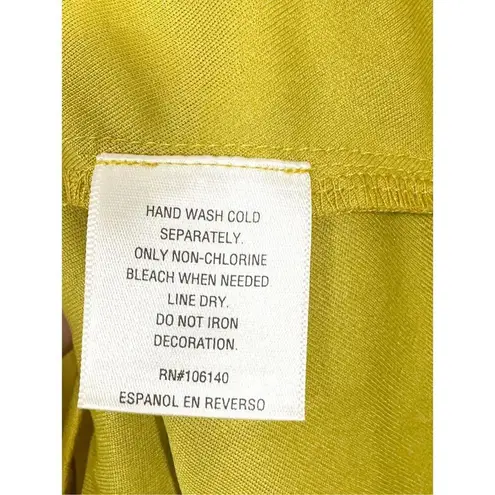 HAND WASH COLD
SEPARATELY.
ONLY NON-CHLORINE
BLEACH WHEN NEEDED
LINE DRY.
DO NOT IRON
DECORATION.
RN#106140
ESPANOL EN REVERSO